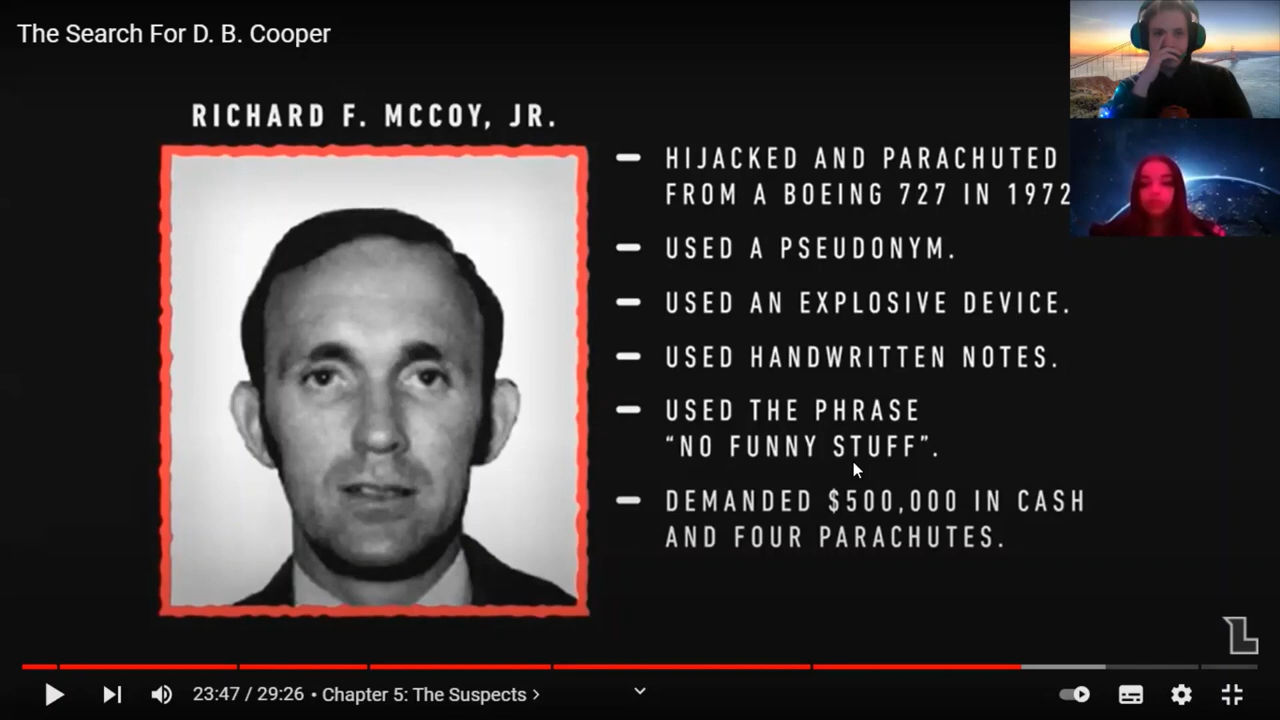 The Search For D. B. Cooper
RICHARD F. MCCOY, JR.
– HIJACKED AND PARACHUTED
FROM A BOEING 727 IN 1972
– USED A PSEUDONYM.
– USED AN EXPLOSIVE DEVICE.
– USED HANDWRITTEN NOTES.
– USED THE PHRASE
“NO FUNNY STUFF”.
– DEMANDED $500,000 IN CASH
AND FOUR PARACHUTES.
23:47 / 29:26 • Chapter 5: The Suspects >